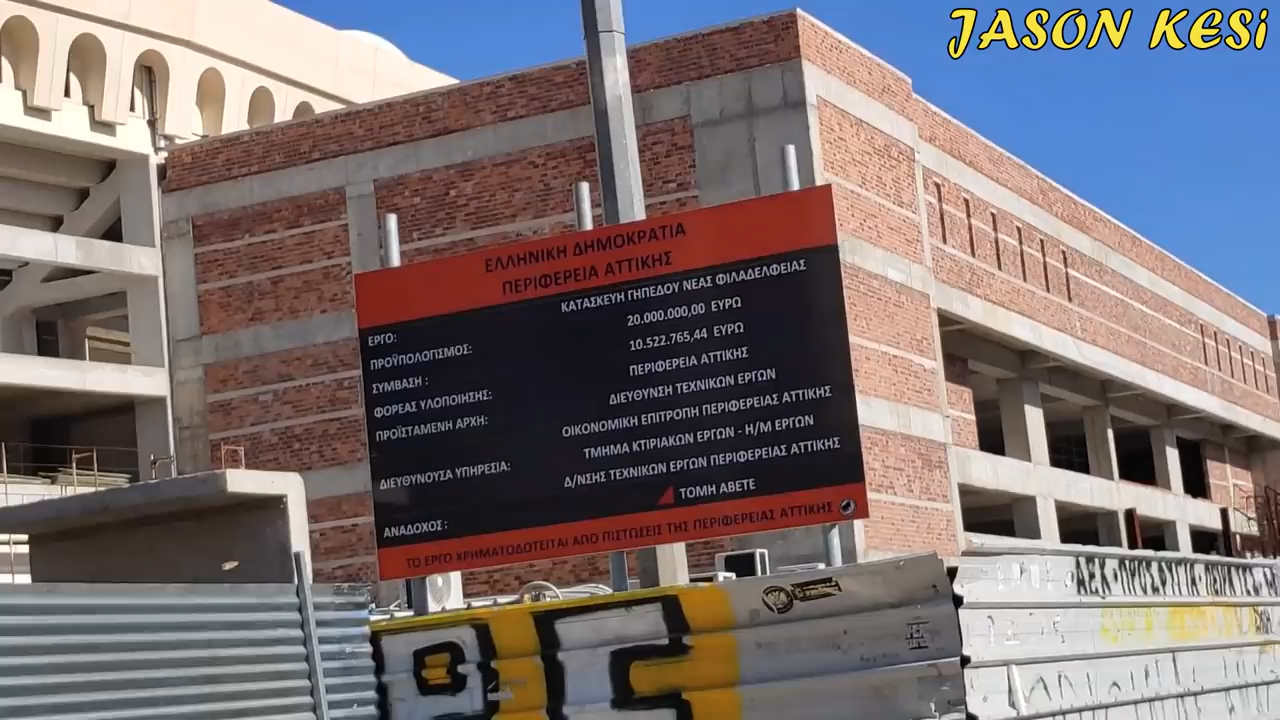 JASON KESi
ΕΛΛΗΝΙΚΗ ΔΗΜΟΚΡΑΤΙΑ
ΠΕΡΙΦΕΡΕΙΑ ΑΤΤΙΚΗΣ
ΕΡΓΟ: ΚΑΤΑΣΚΕΥΗ ΓΗΠΕΔΟΥ ΝΕΑΣ ΦΙΛΑΔΕΛΦΕΙΑΣ
ΠΡΟΫΠΟΛΟΓΙΣΜΟΣ: 20.000.000,00 ΕΥΡΩ
ΣΥΜΒΑΣΗ : 10.522.765,44 ΕΥΡΩ
ΦΟΡΕΑΣ ΥΛΟΠΟΙΗΣΗΣ: ΠΕΡΙΦΕΡΕΙΑ ΑΤΤΙΚΗΣ
ΠΡΟΪΣΤΑΜΕΝΗ ΑΡΧΗ: ΔΙΕΥΘΥΝΣΗ ΤΕΧΝΙΚΩΝ ΕΡΓΩΝ
ΟΙΚΟΝΟΜΙΚΗ ΕΠΙΤΡΟΠΗ ΠΕΡΙΦΕΡΕΙΑΣ ΑΤΤΙΚΗΣ
ΔΙΕΥΘΥΝΟΥΣΑ ΥΠΗΡΕΣΙΑ: ΤΜΗΜΑ ΚΤΙΡΙΑΚΩΝ ΕΡΓΩΝ - Η/Μ ΕΡΓΩΝ
Δ/ΝΣΗΣ ΤΕΧΝΙΚΩΝ ΕΡΓΩΝ ΠΕΡΙΦΕΡΕΙΑΣ ΑΤΤΙΚΗΣ
ΑΝΑΔΟΧΟΣ : ΤΟΜΗ ΑΒΕΤΕ
ΤΟ ΕΡΓΟ ΧΡΗΜΑΤΟΔΟΤΕΙΤΑΙ ΑΠΟ ΠΙΣΤΩΣΕΙΣ ΤΗΣ ΠΕΡΙΦΕΡΕΙΑΣ ΑΤΤΙΚΗΣ
ΑΕΚ